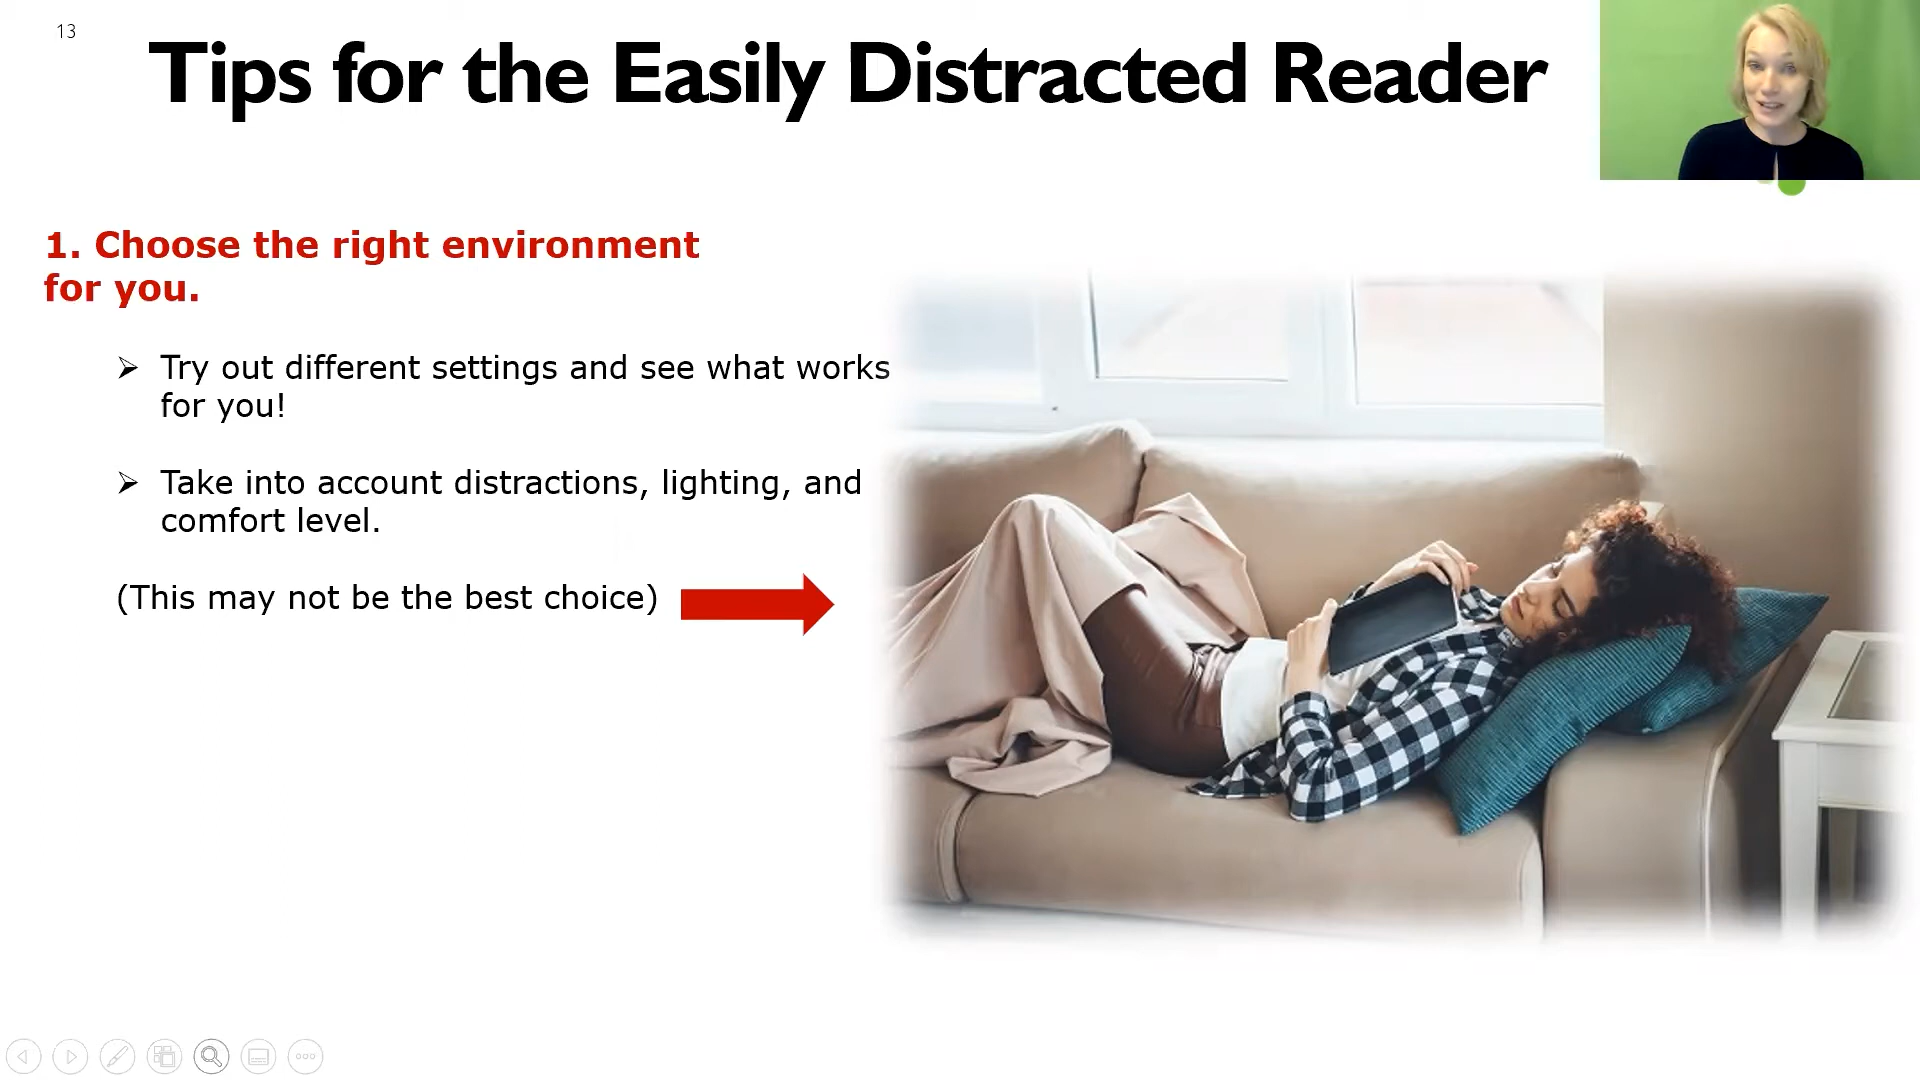 13
Tips for the Easily Distracted Reader
1. Choose the right environment
for you.
➢ Try out different settings and see what works
for you!
➢ Take into account distractions, lighting, and
comfort level.
(This may not be the best choice)